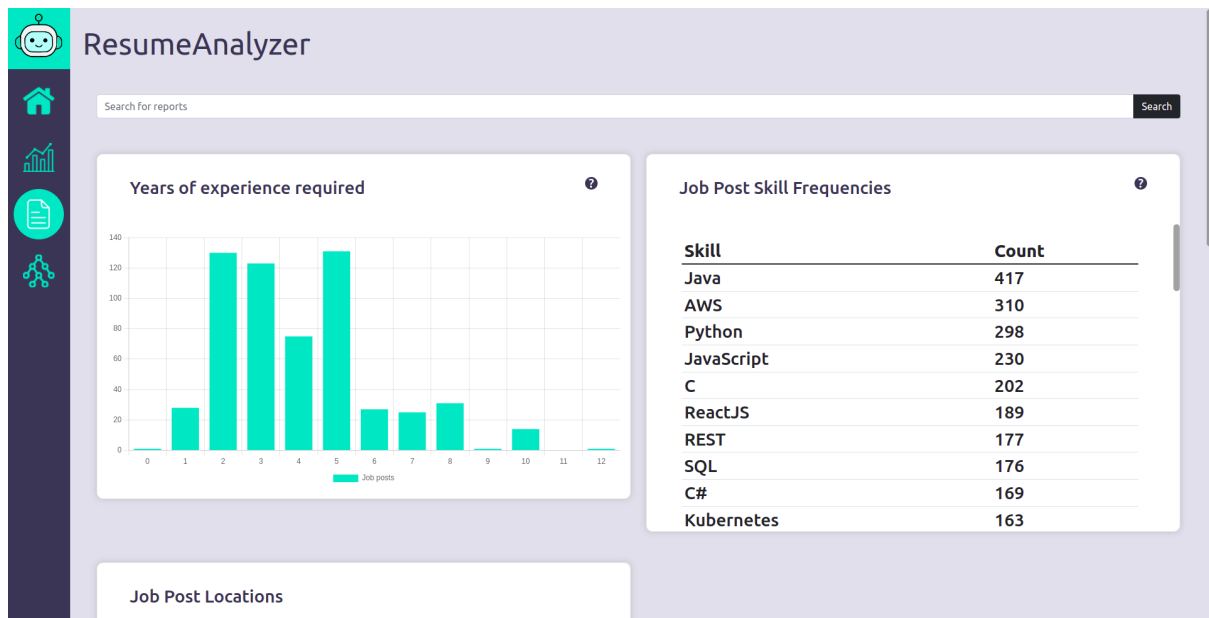 ResumeAnalyzer
Search for reports
Search
Years of experience required
?
140
120
100
80
60
40
20
0
0 1 2 3 4 5 6 7 8 9 10 11 12
Job posts
Job Post Skill Frequencies
?
Skill Count
Java 417
AWS 310
Python 298
JavaScript 230
C 202
ReactJS 189
REST 177
SQL 176
C# 169
Kubernetes 163
Job Post Locations